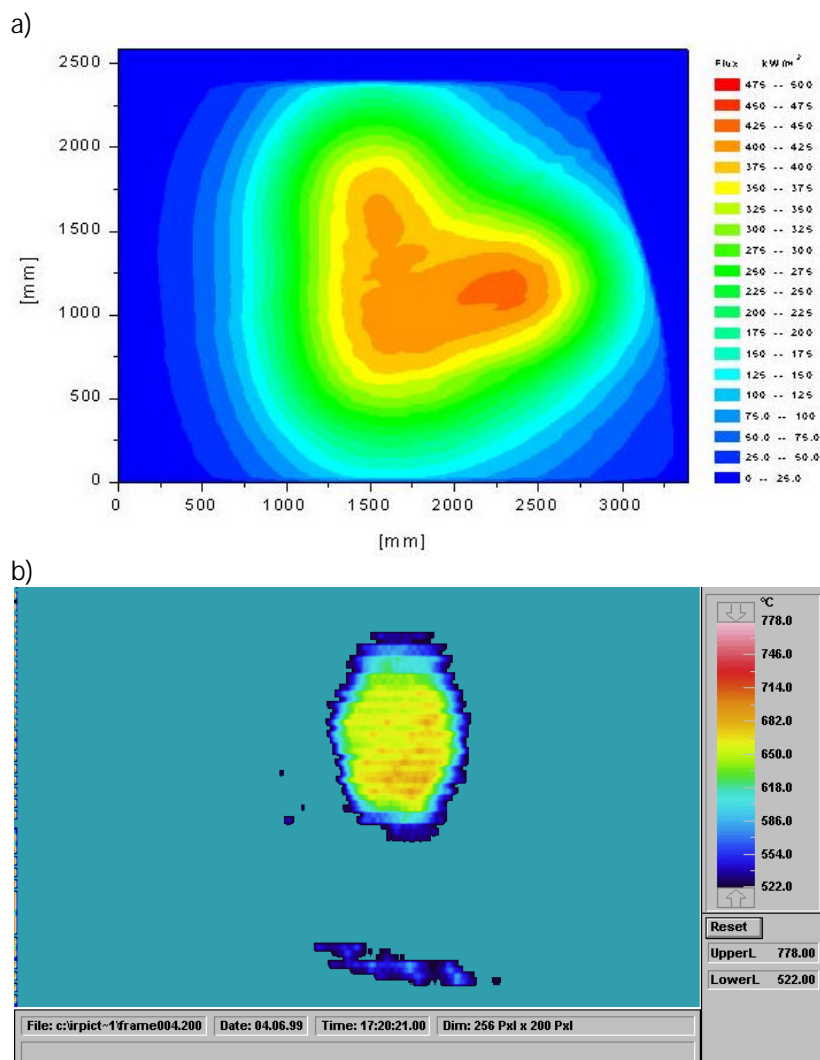 a)
2500
2000
1500
1000
500
0
[mm]
0 500 1000 1500 2000 2500 3000
[mm]
Flux kW/m²
475 -- 500
450 -- 475
425 -- 450
400 -- 425
375 -- 400
350 -- 375
325 -- 350
300 -- 325
275 -- 300
250 -- 275
225 -- 250
200 -- 225
175 -- 200
150 -- 175
125 -- 150
100 -- 125
75.0 -- 100
50.0 -- 75.0
25.0 -- 50.0
0 -- 25.0
b)
°C
778.0
746.0
714.0
682.0
650.0
618.0
586.0
554.0
522.0
Reset
UpperL 778.00
LowerL 522.00
File: c:\irpict~1\frame004.200 Date: 04.06.99 Time: 17:20:21.00 Dim: 256 Pxl x 200 Pxl